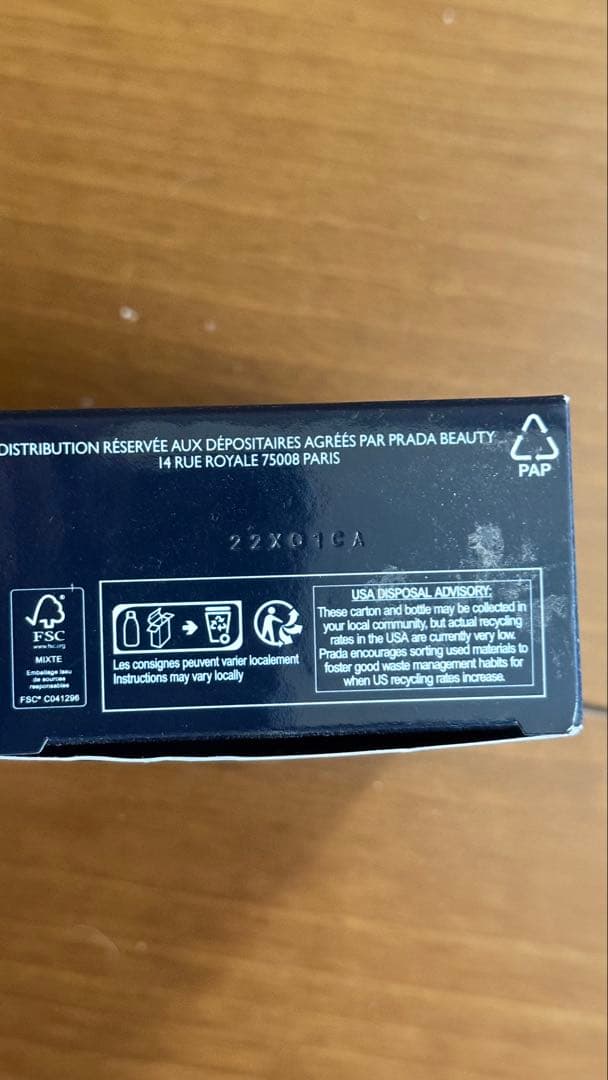 DISTRIBUTION RÉSERVÉE AUX DÉPOSITAIRES AGRÉÉS PAR PRADA BEAUTY
14 RUE ROYALE 75008 PARIS
PAP
22X01CA
FSC®
www.fsc.org
MIXTE
Emballage issu
de sources
responsables
FSC® C041296
Les consignes peuvent varier localement
Instructions may vary locally
USA DISPOSAL ADVISORY:
These carton and bottle may be collected in
your local community, but actual recycling
rates in the USA are currently very low.
Prada encourages sorting used materials to
foster good waste management habits for
when US recycling rates increase.